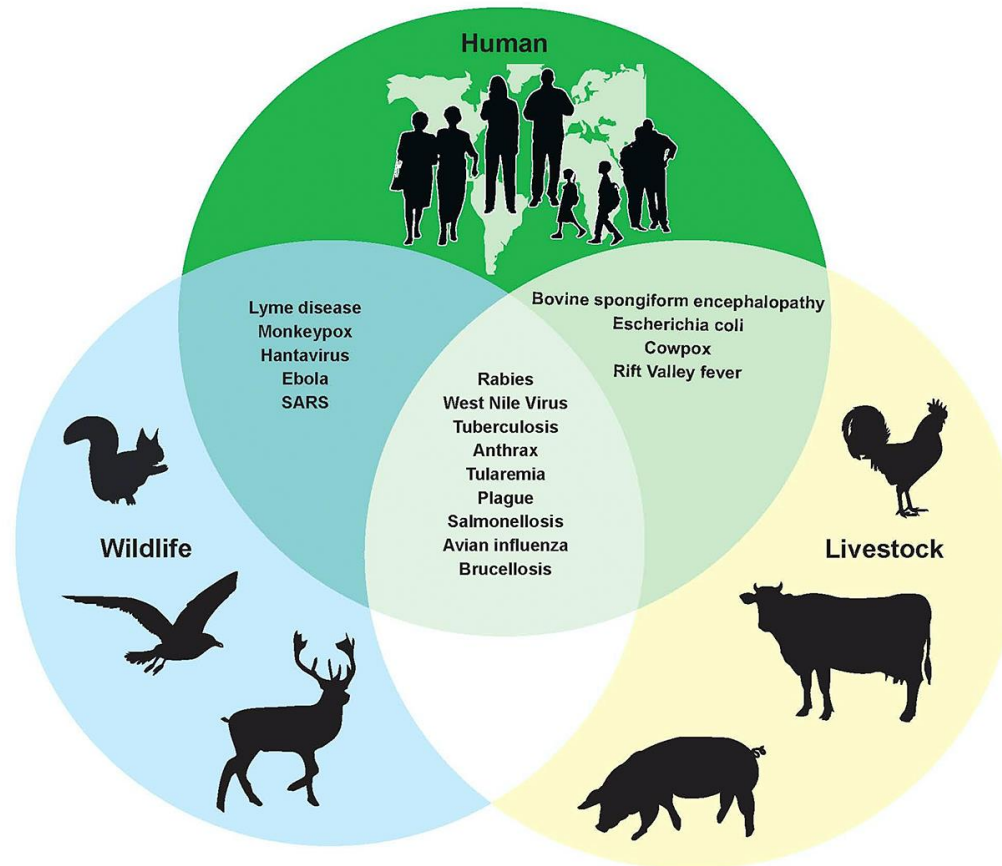 Human
Lyme disease
Monkeypox
Hantavirus
Ebola
SARS
Bovine spongiform encephalopathy
Escherichia coli
Cowpox
Rift Valley fever
Rabies
West Nile Virus
Tuberculosis
Anthrax
Tularemia
Plague
Salmonellosis
Avian influenza
Brucellosis
Wildlife
Livestock